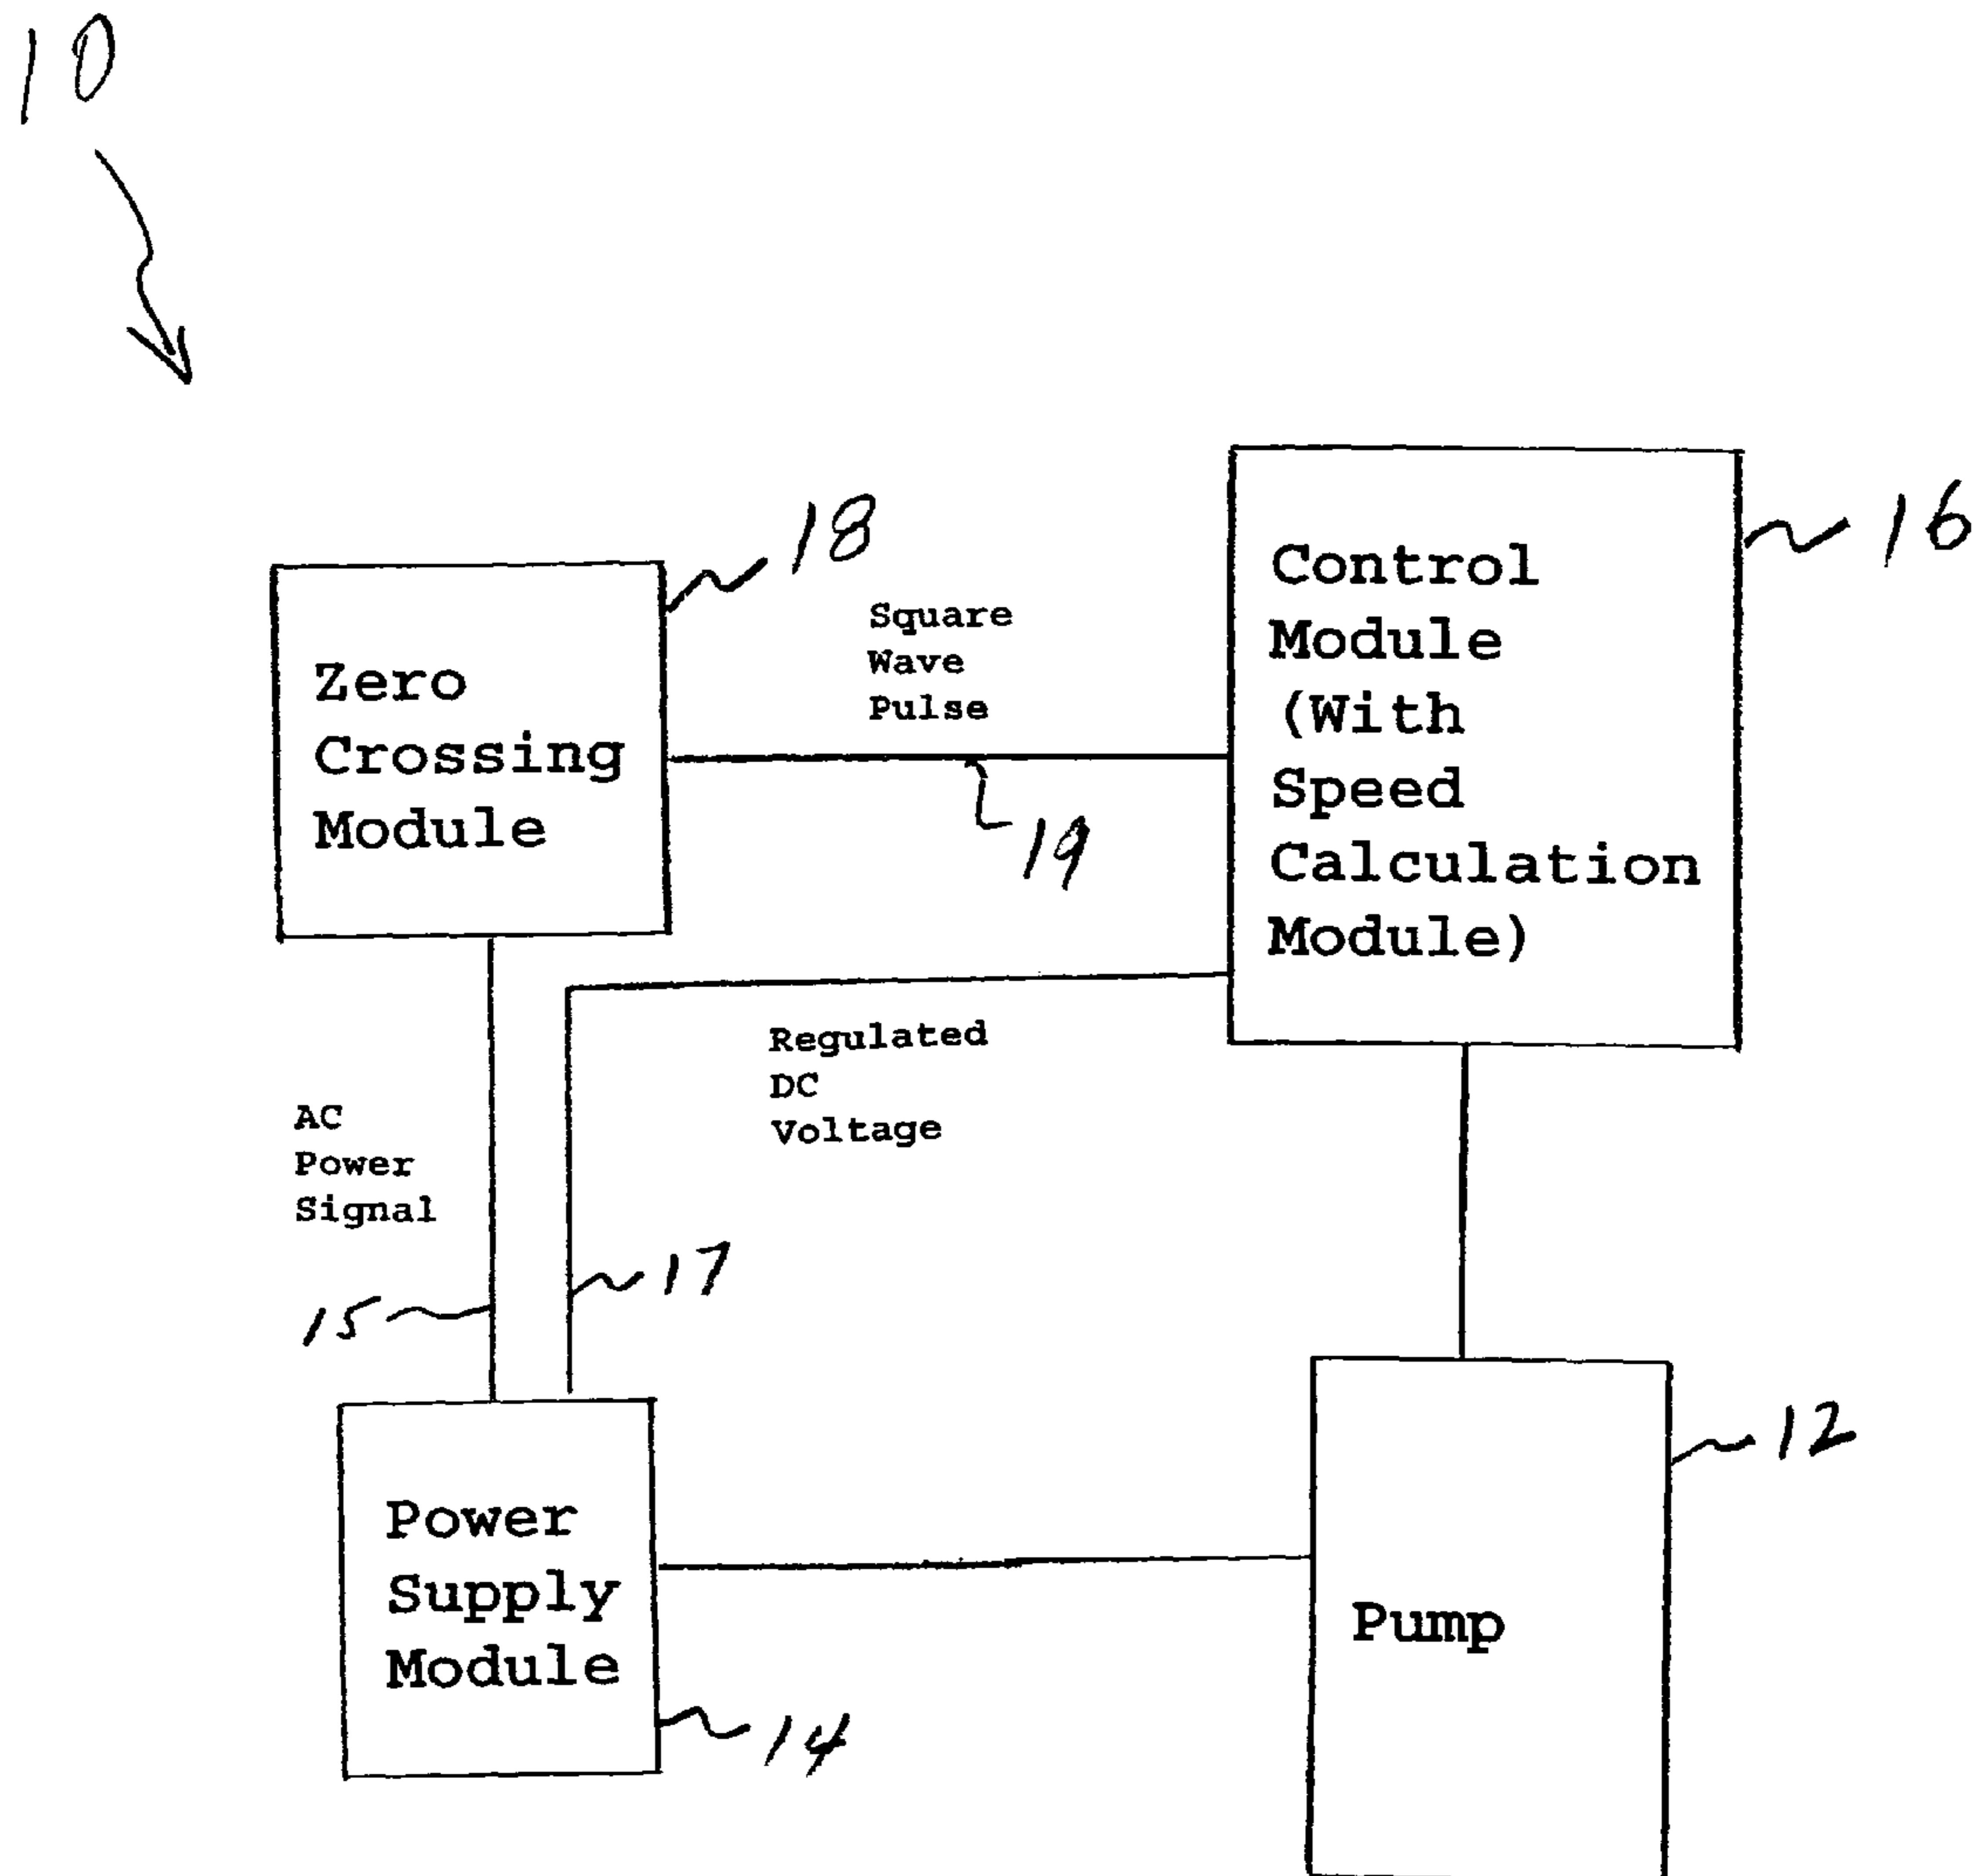 10
18
16
Zero
Crossing
Module
Square
Wave
Pulse
19
Control
Module
(With
Speed
Calculation
Module)
Regulated
DC
Voltage
AC
Power
Signal
17
15
12
Power
Supply
Module
14
Pump